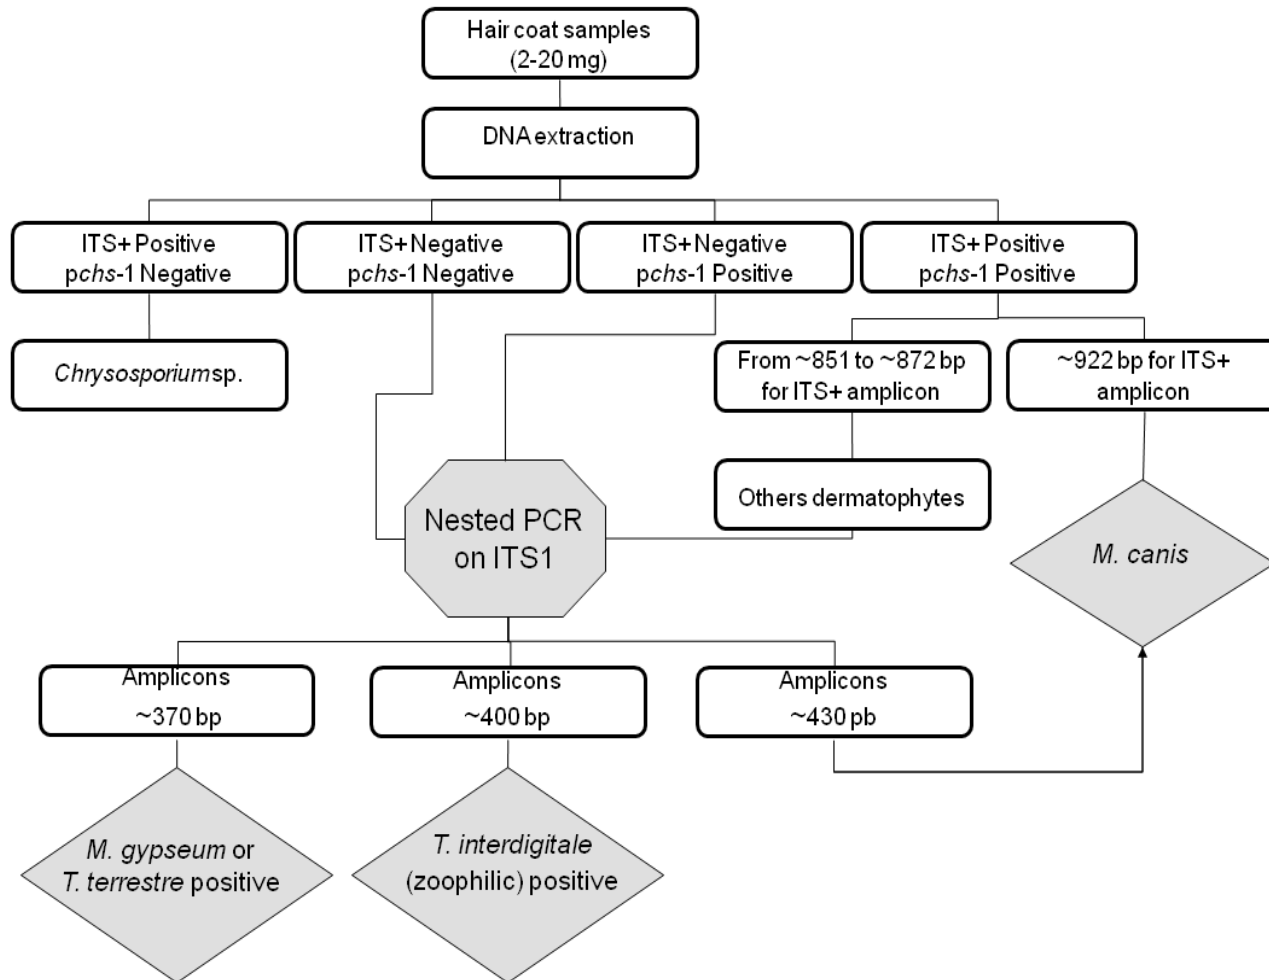 Hair coat samples
(2-20 mg)
DNA extraction
ITS+ Positive
pchs-1 Negative
ITS+ Negative
pchs-1 Negative
ITS+ Negative
pchs-1 Positive
ITS+ Positive
pchs-1 Positive
Chrysosporium sp.
From ~851 to ~872 bp
for ITS+ amplicon
~922 bp for ITS+
amplicon
Others dermatophytes
Nested PCR
on ITS1
M. canis
Amplicons
~370 bp
Amplicons
~400 bp
Amplicons
~430 pb
M. gypseum or
T. terrestre positive
T. interdigitale
(zoophilic) positive